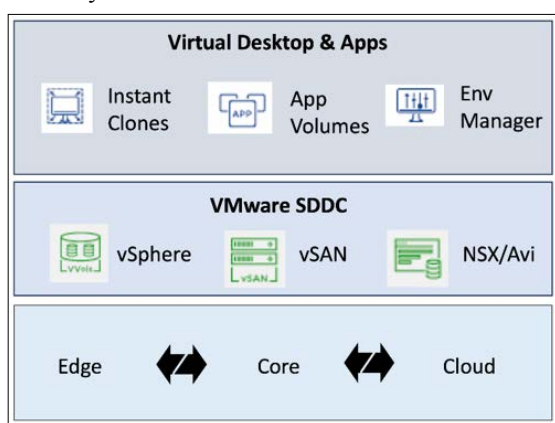 Virtual Desktop & Apps
Instant
Clones
APP
App
Volumes
Env
Manager
VMware SDDC
VVols
vSphere
vSAN
vSAN
NSX/Avi
Edge
Core
Cloud